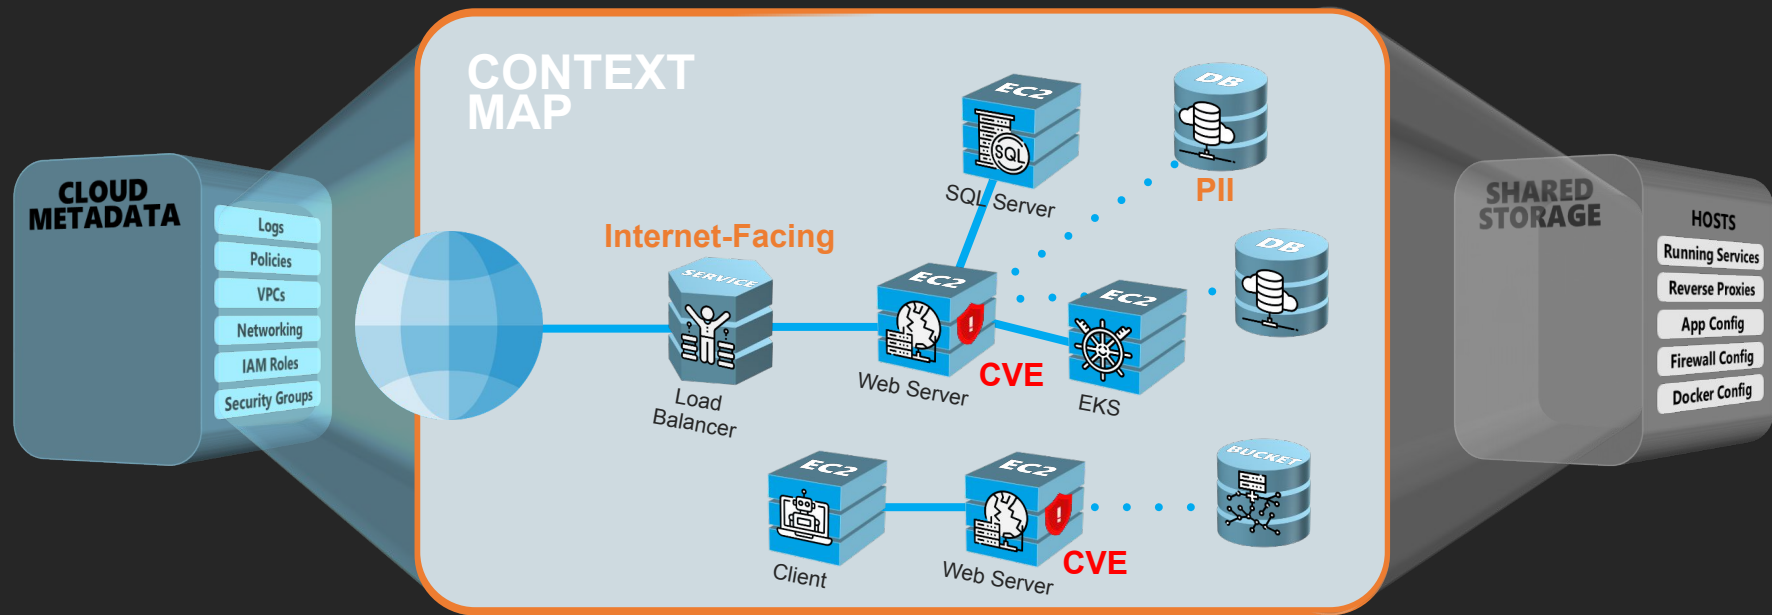 CONTEXT
MAP
CLOUD
METADATA
Logs
Policies
VPCs
Networking
IAM Roles
Security Groups
Internet-Facing
SERVICE
Load
Balancer
EC2
SQL
SQL Server
DB
PII
DB
EC2
Web Server
CVE
EC2
EKS
EC2
Client
EC2
Web Server
CVE
BUCKET
SHARED
STORAGE
HOSTS
Running Services
Reverse Proxies
App Config
Firewall Config
Docker Config